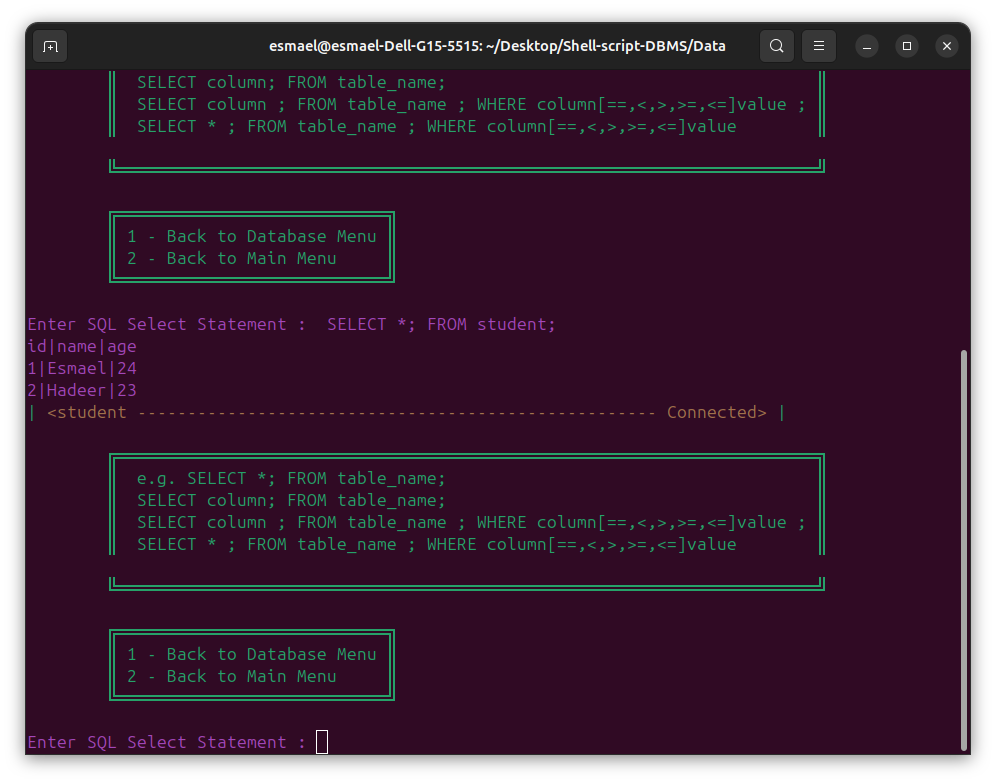 esmael@esmael-Dell-G15-5515: ~/Desktop/Shell-script-DBMS/Data
SELECT column; FROM table_name;
SELECT column ; FROM table_name ; WHERE column[==,<,>,>=,<=]value ;
SELECT * ; FROM table_name ; WHERE column[==,<,>,>=,<=]value
1 - Back to Database Menu
2 - Back to Main Menu
Enter SQL Select Statement :  SELECT *; FROM student;
id|name|age
1|Esmael|24
2|Hadeer|23
| <student ---------------------------------------------------- Connected> |
e.g. SELECT *; FROM table_name;
SELECT column; FROM table_name;
SELECT column ; FROM table_name ; WHERE column[==,<,>,>=,<=]value ;
SELECT * ; FROM table_name ; WHERE column[==,<,>,>=,<=]value
1 - Back to Database Menu
2 - Back to Main Menu
Enter SQL Select Statement :